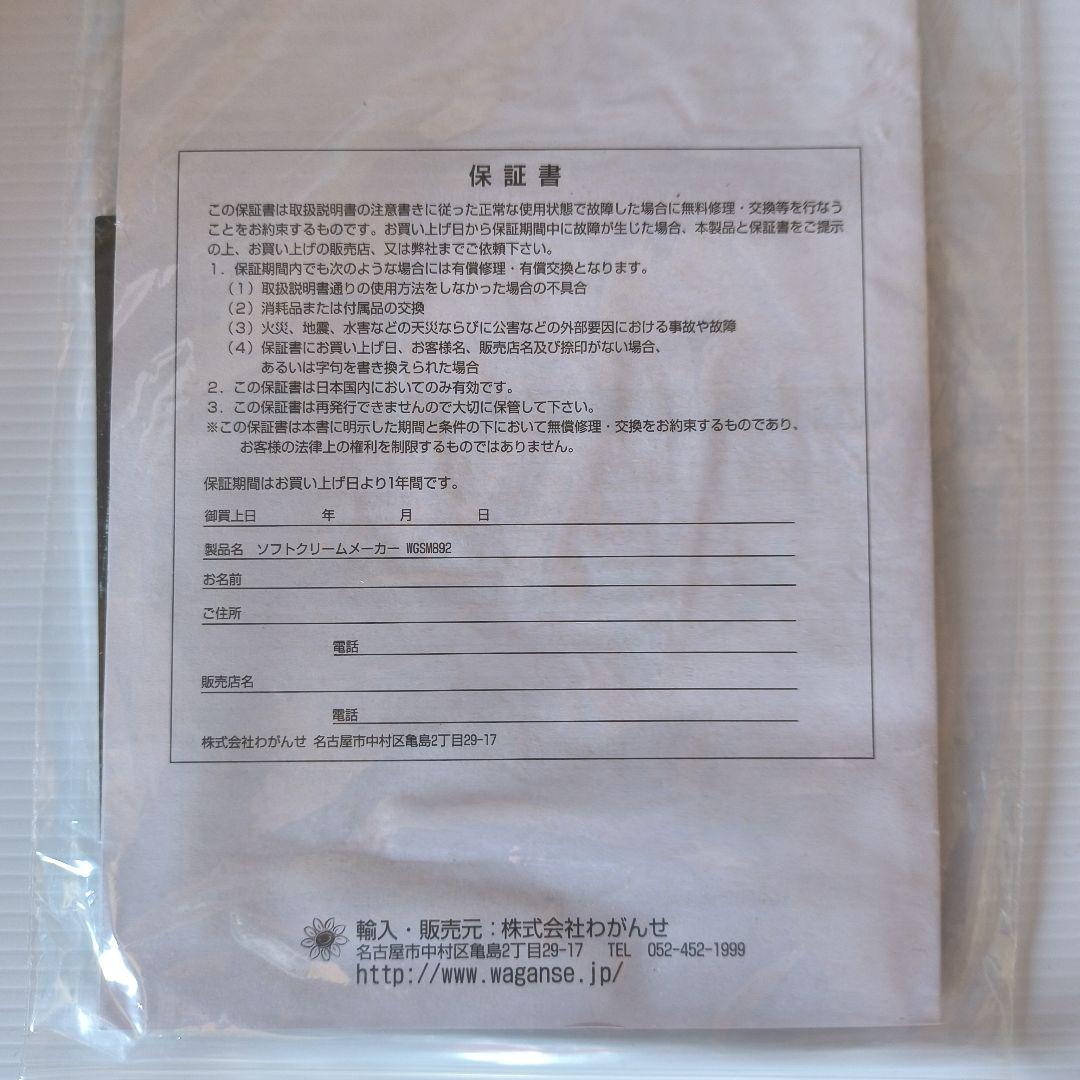 保証書
この保証書は取扱説明書の注意書きに従った正常な使用状態で故障した場合に無料修理・交換等を行なう
ことをお約束するものです。お買い上げ日から保証期間中に故障が生じた場合、本製品と保証書をご提示
の上、お買い上げの販売店、又は弊社までご依頼下さい。
1．保証期間内でも次のような場合には有償修理・有償交換となります。
（1）取扱説明書通りの使用方法をしなかった場合の不具合
（2）消耗品または付属品の交換
（3）火災、地震、水害などの天災ならびに公害などの外部要因における事故や故障
（4）保証書にお買い上げ日、お客様名、販売店名及び捺印がない場合、
あるいは字句を書き換えられた場合
2．この保証書は日本国内においてのみ有効です。
3．この保証書は再発行できませんので大切に保管して下さい。
※この保証書は本書に明示した期間と条件の下において無償修理・交換をお約束するものであり、
お客様の法律上の権利を制限するものではありません。
保証期間はお買い上げ日より1年間です。
御買上日 年 月 日
製品名 ソフトクリームメーカー WGSM892
お名前
ご住所
電話
販売店名
電話
株式会社わがんせ 名古屋市中村区亀島2丁目29-17
輸入・販売元：株式会社わがんせ
名古屋市中村区亀島2丁目29-17 TEL 052-452-1999
http://www.waganse.jp/